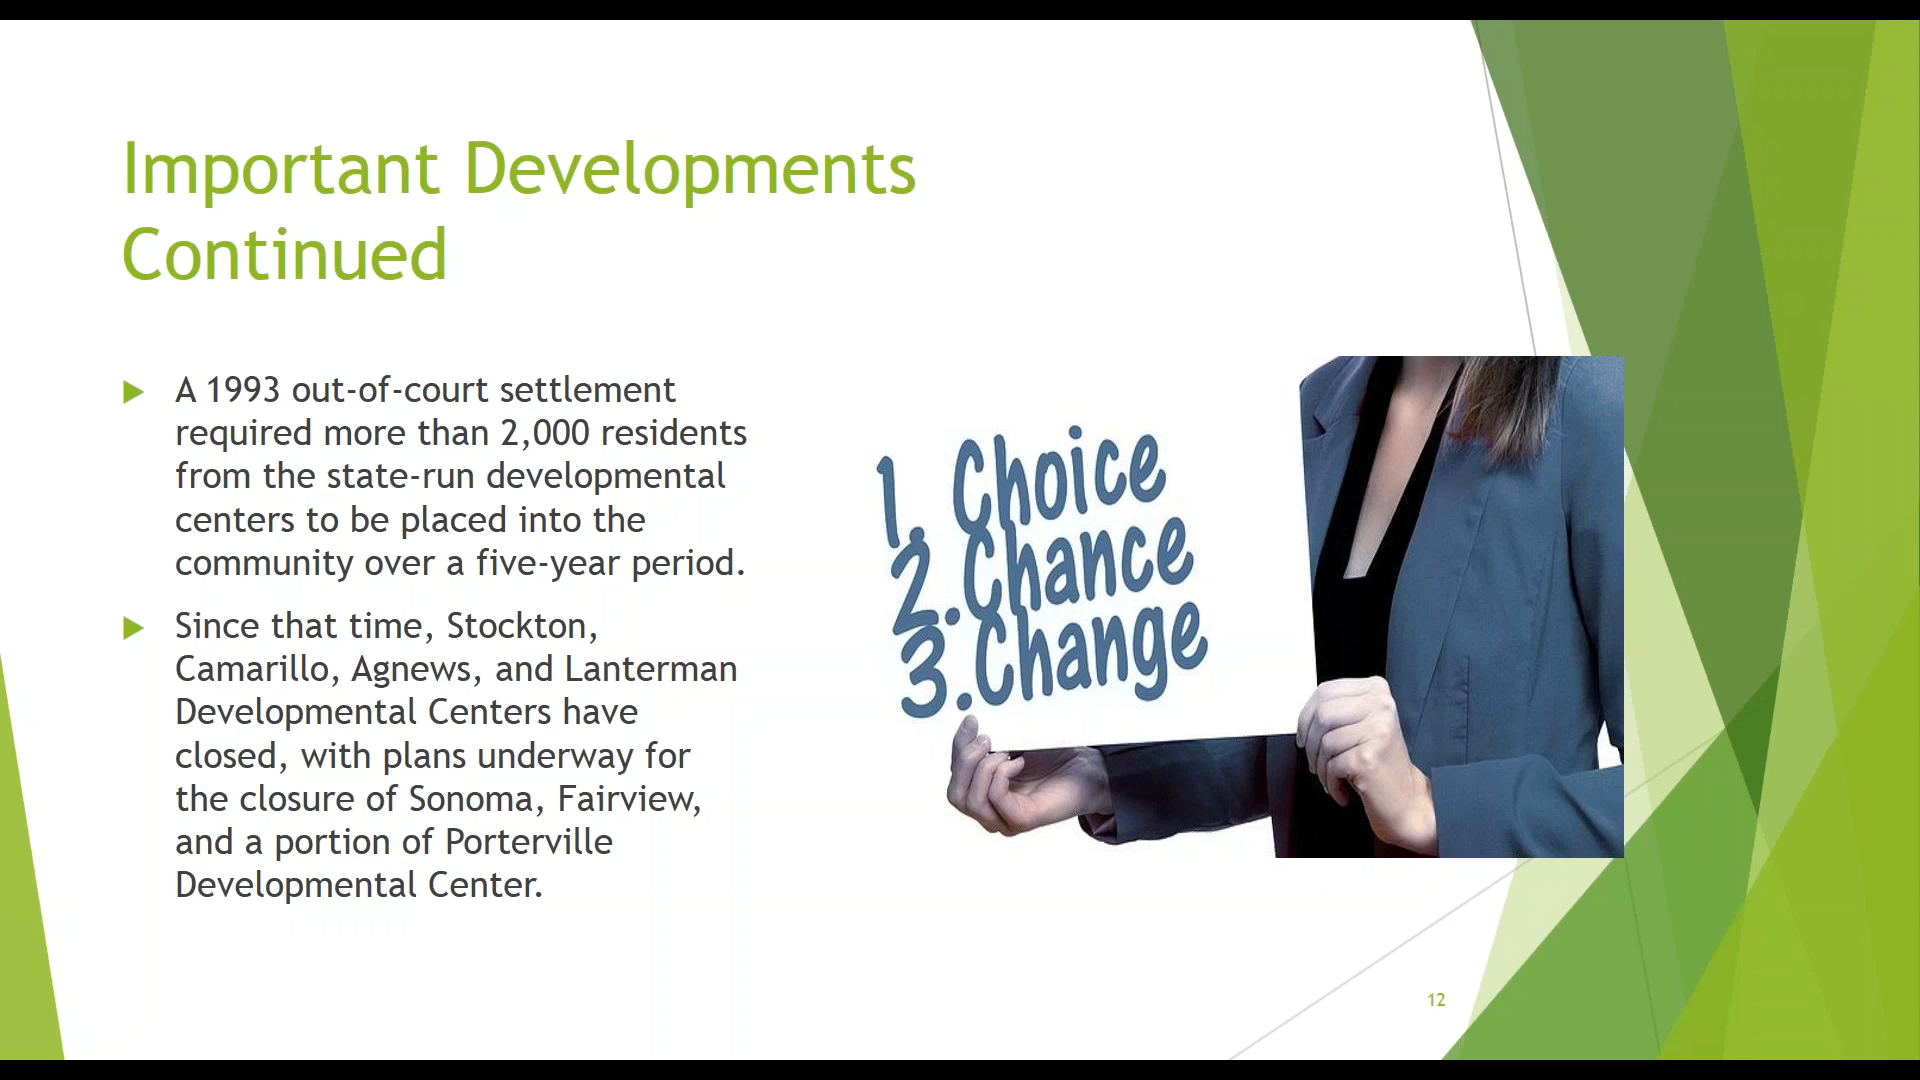 Important Developments
Continued
A 1993 out-of-court settlement
required more than 2,000 residents
from the state-run developmental
centers to be placed into the
community over a five-year period.
Since that time, Stockton,
Camarillo, Agnews, and Lanterman
Developmental Centers have
closed, with plans underway for
the closure of Sonoma, Fairview,
and a portion of Porterville
Developmental Center.
1. Choice
2. Chance
3. Change
12